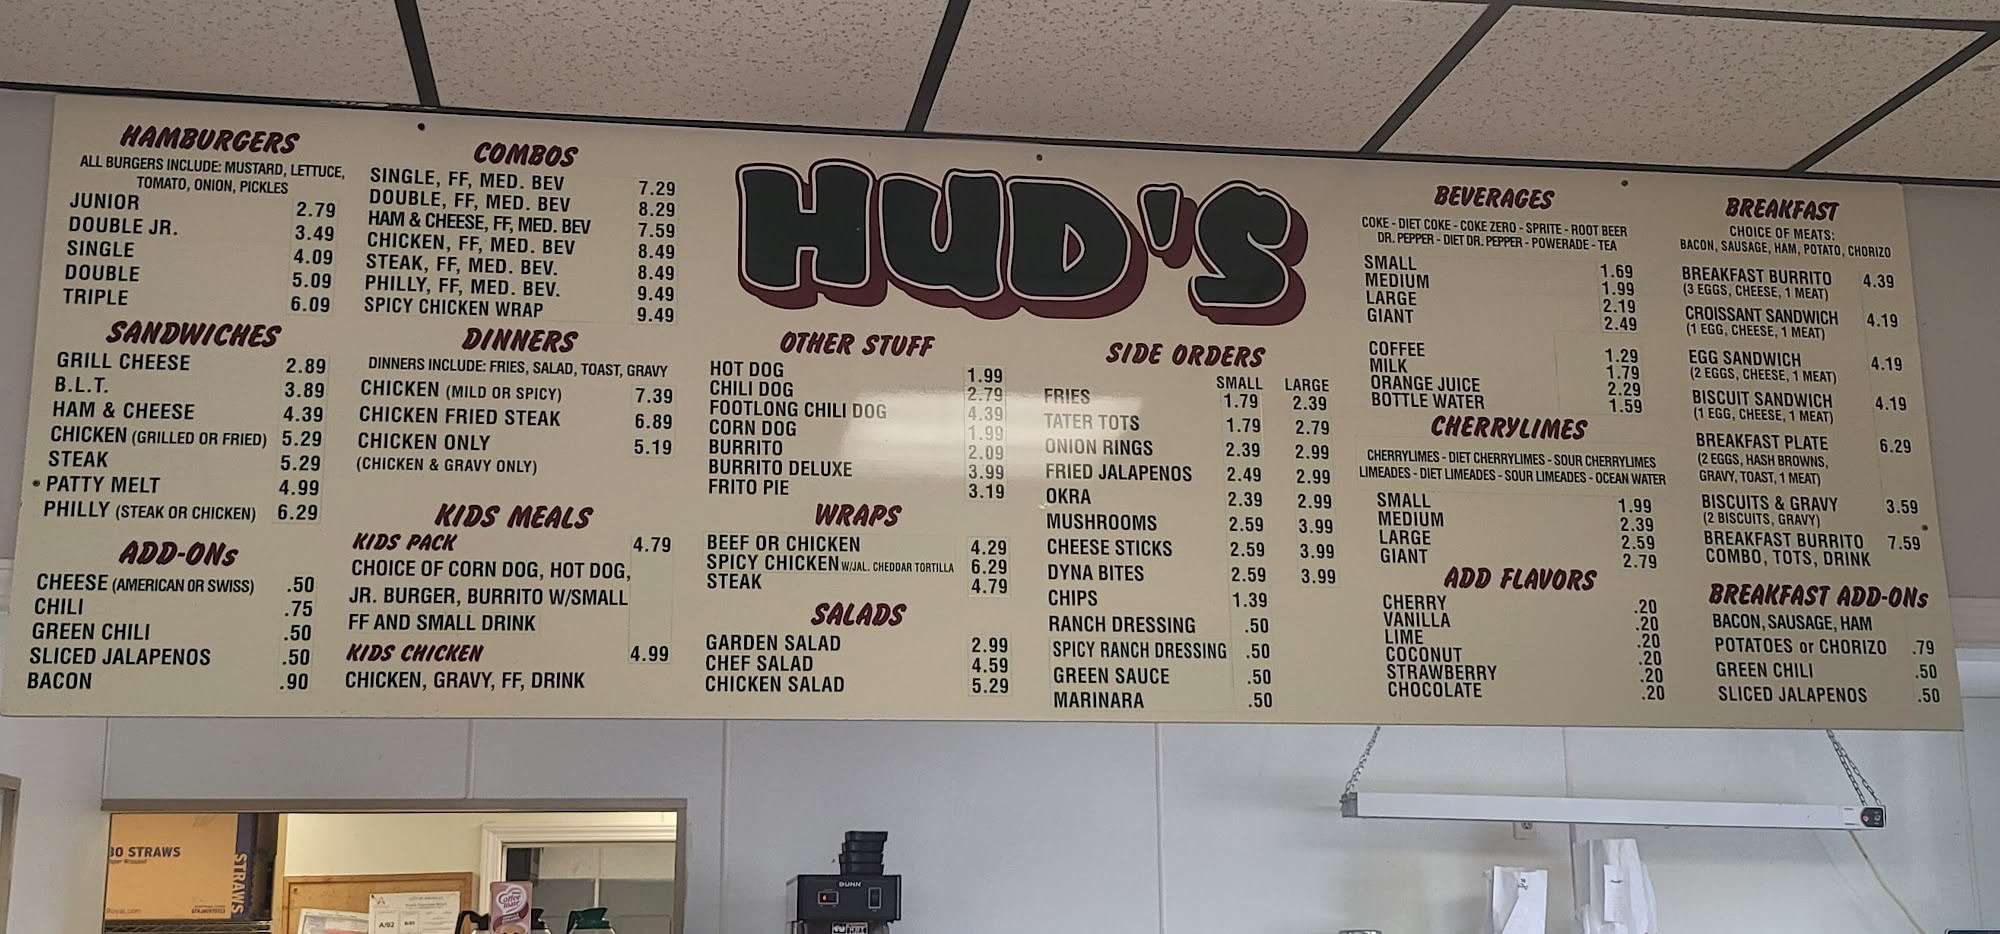 HUD'S
HAMBURGERS
ALL BURGERS INCLUDE: MUSTARD, LETTUCE,
TOMATO, ONION, PICKLES
JUNIOR 2.79
DOUBLE JR. 3.49
SINGLE 4.09
DOUBLE 5.09
TRIPLE 6.09
SANDWICHES
GRILL CHEESE 2.89
B.L.T. 3.89
HAM & CHEESE 4.39
CHICKEN (GRILLED OR FRIED) 5.29
STEAK 5.29
PATTY MELT 4.99
PHILLY (STEAK OR CHICKEN) 6.29
ADD-ONs
CHEESE (AMERICAN OR SWISS) .50
CHILI .75
GREEN CHILI .50
SLICED JALAPENOS .50
BACON .90
COMBOS
SINGLE, FF, MED. BEV 7.29
DOUBLE, FF, MED. BEV 8.29
HAM & CHEESE, FF, MED. BEV 7.59
CHICKEN, FF, MED. BEV 8.49
STEAK, FF, MED. BEV. 8.49
PHILLY, FF, MED. BEV. 9.49
SPICY CHICKEN WRAP 9.49
DINNERS
DINNERS INCLUDE: FRIES, SALAD, TOAST, GRAVY
CHICKEN (MILD OR SPICY) 7.39
CHICKEN FRIED STEAK 6.89
CHICKEN ONLY 5.19
(CHICKEN & GRAVY ONLY)
KIDS MEALS
KIDS PACK 4.79
CHOICE OF CORN DOG, HOT DOG,
JR. BURGER, BURRITO W/SMALL
FF AND SMALL DRINK
KIDS CHICKEN 4.99
CHICKEN, GRAVY, FF, DRINK
OTHER STUFF
HOT DOG 1.99
CHILI DOG 2.79
FOOTLONG CHILI DOG 4.39
CORN DOG 1.99
BURRITO 2.09
BURRITO DELUXE 3.99
FRITO PIE 3.19
WRAPS
BEEF OR CHICKEN 4.29
SPICY CHICKEN W/JAL. CHEDDAR TORTILLA 6.29
STEAK 4.79
SALADS
GARDEN SALAD 2.99
CHEF SALAD 4.59
CHICKEN SALAD 5.29
SIDE ORDERS
SMALL LARGE
FRIES 1.79 2.39
TATER TOTS 1.79 2.79
ONION RINGS 2.39 2.99
FRIED JALAPENOS 2.49 2.99
OKRA 2.39 2.99
MUSHROOMS 2.59 3.99
CHEESE STICKS 2.59 3.99
DYNA BITES 2.59 3.99
CHIPS 1.39
RANCH DRESSING .50
SPICY RANCH DRESSING .50
GREEN SAUCE .50
MARINARA .50
BEVERAGES
COKE - DIET COKE - COKE ZERO - SPRITE - ROOT BEER
DR. PEPPER - DIET DR. PEPPER - POWERADE - TEA
SMALL 1.69
MEDIUM 1.99
LARGE 2.19
GIANT 2.49
COFFEE 1.29
MILK 1.79
ORANGE JUICE 2.29
BOTTLE WATER 1.59
CHERRYLIMES
CHERRYLIMES - DIET CHERRYLIMES - SOUR CHERRYLIMES
LIMEADES - DIET LIMEADES - SOUR LIMEADES - OCEAN WATER
SMALL 1.99
MEDIUM 2.39
LARGE 2.59
GIANT 2.79
ADD FLAVORS
CHERRY .20
VANILLA .20
LIME .20
COCONUT .20
STRAWBERRY .20
CHOCOLATE .20
BREAKFAST
CHOICE OF MEATS:
BACON, SAUSAGE, HAM, POTATO, CHORIZO
BREAKFAST BURRITO 4.39
(3 EGGS, CHEESE, 1 MEAT)
CROISSANT SANDWICH 4.19
(1 EGG, CHEESE, 1 MEAT)
EGG SANDWICH 4.19
(2 EGGS, CHEESE, 1 MEAT)
BISCUIT SANDWICH 4.19
(1 EGG, CHEESE, 1 MEAT)
BREAKFAST PLATE 6.29
(2 EGGS, HASH BROWNS,
GRAVY, TOAST, 1 MEAT)
BISCUITS & GRAVY 3.59
(2 BISCUITS, GRAVY)
BREAKFAST BURRITO 7.59
COMBO, TOTS, DRINK
BREAKFAST ADD-ONs
BACON, SAUSAGE, HAM
POTATOES or CHORIZO .79
GREEN CHILI .50
SLICED JALAPENOS .50
STRAWS
STRAWS
Coffee mate
BUNN